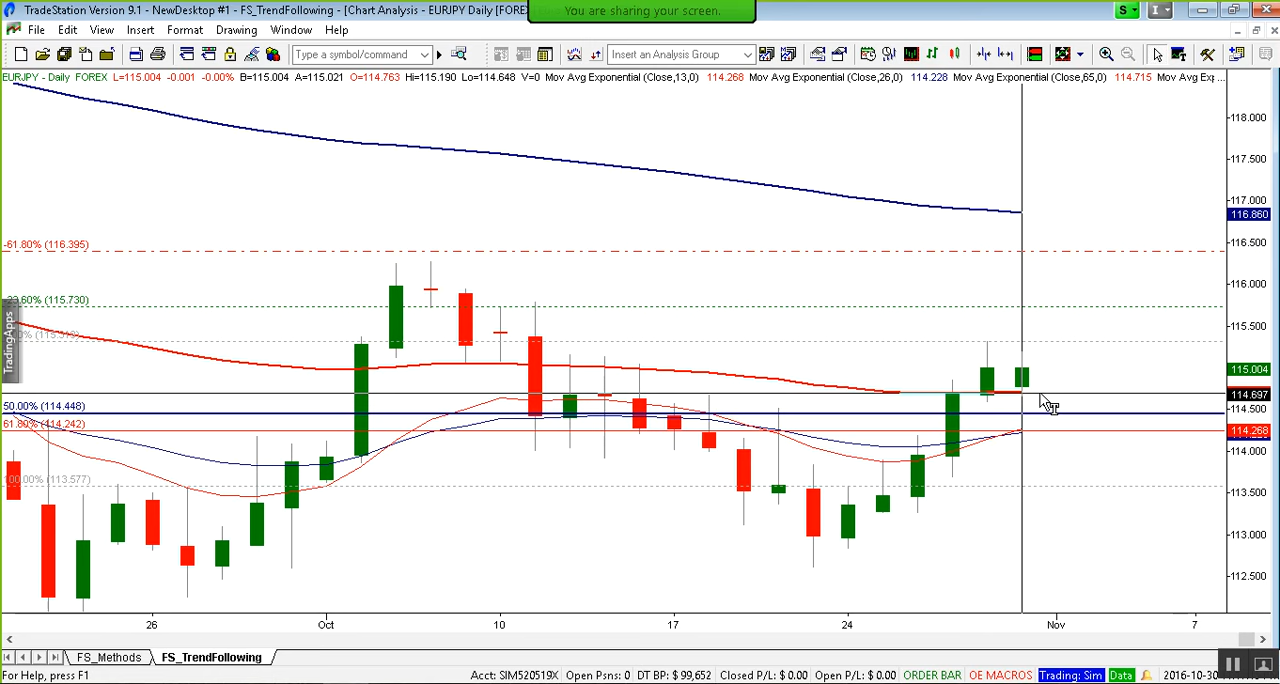 TradeStation Version 9.1 - NewDesktop #1 - FS_TrendFollowing - [Chart Analysis - EURJPY Daily [FOREX
You are sharing your screen.
S
I
File Edit View Insert Format Drawing Window Help
Type a symbol/command
Insert an Analysis Group
EURJPY - Daily FOREX L=115.004 -0.001 -0.00% B=115.004 A=115.021 O=114.763 Hi=115.190 Lo=114.648 V=0 Mov Avg Exponential (Close,13,0) 114.268 Mov Avg Exponential (Close,26,0) 114.228 Mov Avg Exponential (Close,65,0) 114.715 Mov Avg Exp...
118.000
117.500
117.000
116.860
-61.80% (116.395)
116.500
116.000
-23.60% (115.730)
115.500
TradingApps
115.004
114.697
50.00% (114.448)
114.500
61.80% (114.242)
114.268
114.000
100.00% (113.577)
113.500
113.000
112.500
26 Oct 10 17 24 Nov 7
FS_Methods FS_TrendFollowing
For Help, press F1
Acct: SIM520519X Open Psns: 0 DT BP: $ 99,652 Closed P/L: $ 0.00 Open P/L: $ 0.00 ORDER BAR OE MACROS Trading: Sim Data 2016-10-30